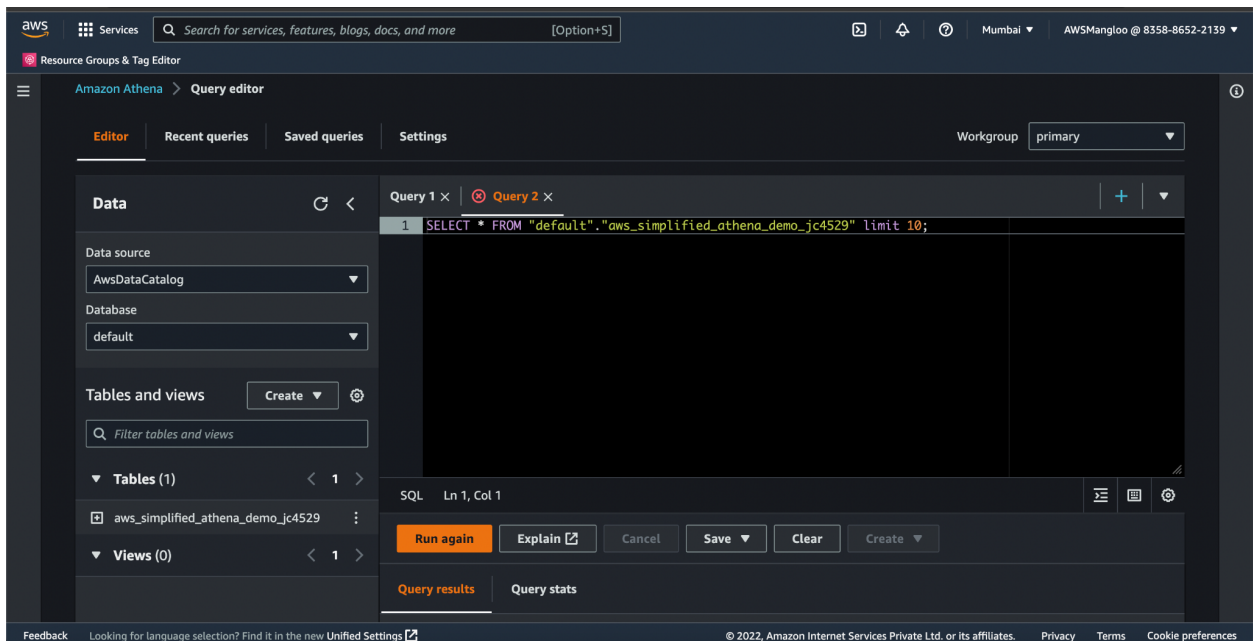 aws
Services
Search for services, features, blogs, docs, and more
[Option+S]
Mumbai
AWSMangloo @ 8358-8652-2139
Resource Groups & Tag Editor
Amazon Athena > Query editor
Editor
Recent queries
Saved queries
Settings
Workgroup
primary
Data
Data source
AwsDataCatalog
Database
default
Tables and views
Create
Filter tables and views
Tables (1)
< 1 >
aws_simplified_athena_demo_jc4529
Views (0)
< 1 >
Query 1
Query 2
1 SELECT * FROM "default"."aws_simplified_athena_demo_jc4529" limit 10;
SQL
Ln 1, Col 1
Run again
Explain
Cancel
Save
Clear
Create
Query results
Query stats
Feedback
Looking for language selection? Find it in the new Unified Settings
© 2022, Amazon Internet Services Private Ltd. or its affiliates.
Privacy
Terms
Cookie preferences